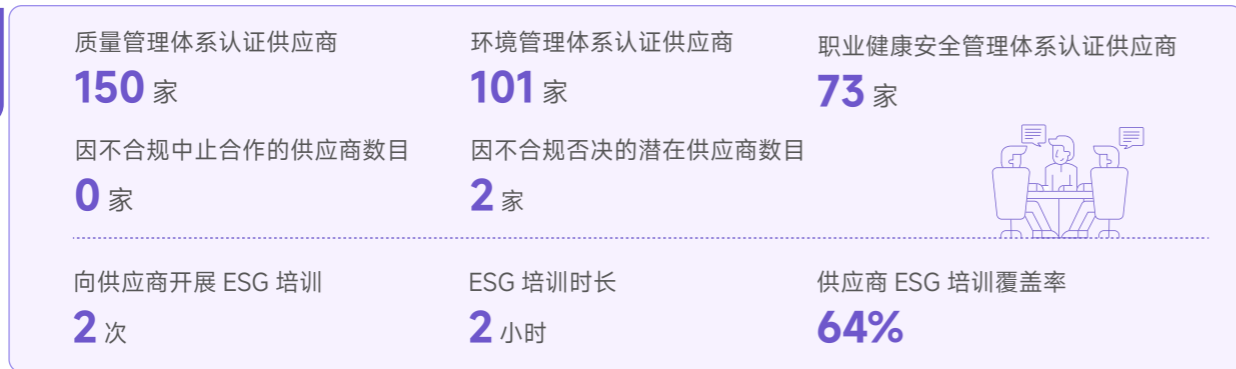 质量管理体系认证供应商
150 家
环境管理体系认证供应商
101 家
职业健康安全管理体系认证供应商
73 家
因不合规中止合作的供应商数目
0 家
因不合规否决的潜在供应商数目
2 家
向供应商开展 ESG 培训
2 次
ESG 培训时长
2 小时
供应商 ESG 培训覆盖率
64%